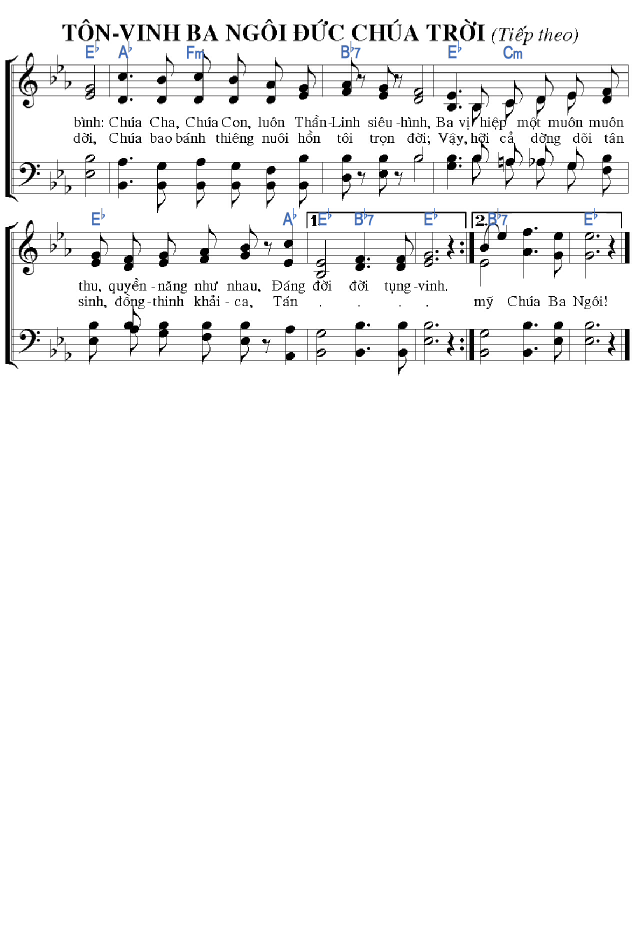 TÔN-VINH BA NGÔI ĐỨC CHÚA TRỜI (Tiếp theo)
E♭ A♭ Fm B♭7 E♭ Cm
bình: Chúa Cha, Chúa Con, luôn Thần-Linh siêu-hình, Ba vị hiệp một muôn muôn
dời, Chúa bao bánh thiêng nuôi hồn tôi trọn đời; Vậy, hỡi cả dòng dõi tân
E♭ A♭ 1. E♭ B♭7 E♭ 2. B♭7 E♭
thu, quyền-năng như nhau, Đáng đời đời tụng-vinh.
sinh, đồng-thinh khải-ca, Tán . . . . mỹ Chúa Ba Ngôi!